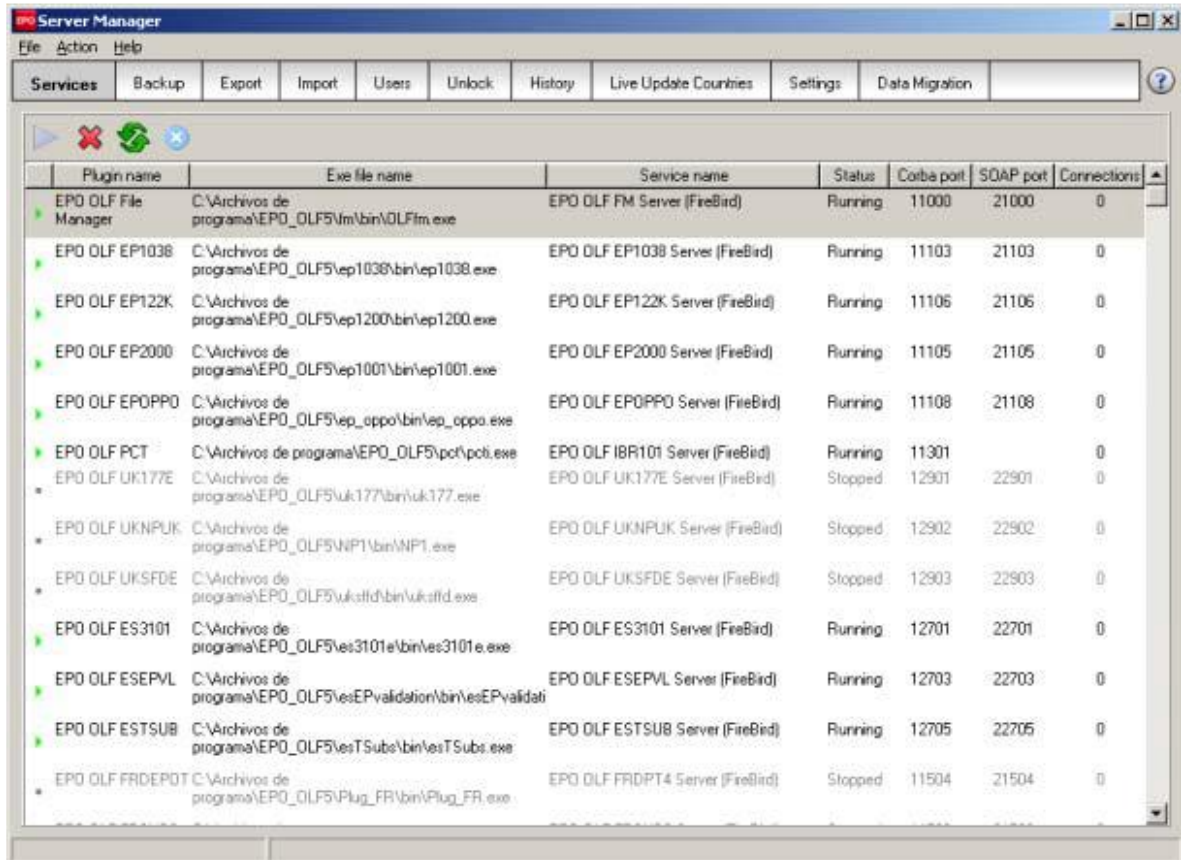 EPO Server Manager
File Action Help
Services Backup Export Import Users Unlock History Live Update Countries Settings Data Migration ?
Plugin name Exe file name Service name Status Corba port SOAP port Connections
EPO OLF File C:\Archivos de EPO OLF FM Server (FireBird) Running 11000 21000 0
Manager programa\EPO_OLF5\fm\bin\OLFfm.exe
EPO OLF EP1038 C:\Archivos de EPO OLF EP1038 Server (FireBird) Running 11103 21103 0
programa\EPO_OLF5\ep1038\bin\ep1038.exe
EPO OLF EP122K C:\Archivos de EPO OLF EP122K Server (FireBird) Running 11106 21106 0
programa\EPO_OLF5\ep1200\bin\ep1200.exe
EPO OLF EP2000 C:\Archivos de EPO OLF EP2000 Server (FireBird) Running 11105 21105 0
programa\EPO_OLF5\ep1001\bin\ep1001.exe
EPO OLF EPOPPO C:\Archivos de EPO OLF EPOPPO Server (FireBird) Running 11108 21108 0
programa\EPO_OLF5\ep_oppo\bin\ep_oppo.exe
EPO OLF PCT C:\Archivos de programa\EPO_OLF5\pct\pcti.exe EPO OLF IBR101 Server (FireBird) Running 11301 0
EPO OLF UK177E C:\Archivos de EPO OLF UK177E Server (FireBird) Stopped 12901 22901 0
programa\EPO_OLF5\uk177\bin\uk177.exe
EPO OLF UKNPUK C:\Archivos de EPO OLF UKNPUK Server (FireBird) Stopped 12902 22902 0
programa\EPO_OLF5\NP1\bin\NP1.exe
EPO OLF UKSFDE C:\Archivos de EPO OLF UKSFDE Server (FireBird) Stopped 12903 22903 0
programa\EPO_OLF5\uksffd\bin\uksffd.exe
EPO OLF ES3101 C:\Archivos de EPO OLF ES3101 Server (FireBird) Running 12701 22701 0
programa\EPO_OLF5\es3101e\bin\es3101e.exe
EPO OLF ESEPVL C:\Archivos de EPO OLF ESEPVL Server (FireBird) Running 12703 22703 0
programa\EPO_OLF5\esEPvalidation\bin\esEPvalidati
EPO OLF ESTSUB C:\Archivos de EPO OLF ESTSUB Server (FireBird) Running 12705 22705 0
programa\EPO_OLF5\esTSubs\bin\esTSubs.exe
EPO OLF FRDEPOT C:\Archivos de EPO OLF FRDPT4 Server (FireBird) Stopped 11504 21504 0
programa\EPO_OLF5\Plug_FR\bin\Plug_FR.exe